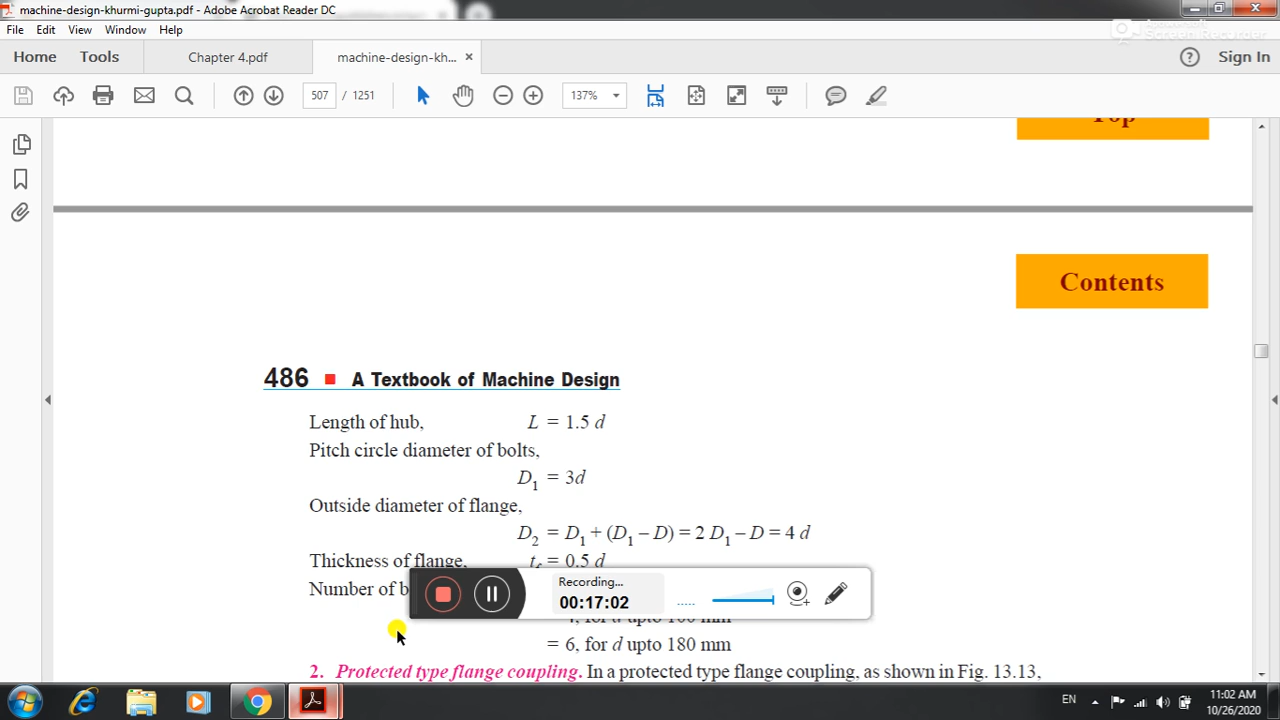 machine-design-khurmi-gupta.pdf - Adobe Acrobat Reader DC
File Edit View Window Help
Home Tools Chapter 4.pdf machine-design-kh... × Sign In
507 / 1251 137%
Top
Contents
486 ■ A Textbook of Machine Design
Length of hub, L = 1.5 d
Pitch circle diameter of bolts,
D₁ = 3d
Outside diameter of flange,
D₂ = D₁ + (D₁ – D) = 2 D₁ – D = 4 d
Thickness of flange, t_f = 0.5 d
Number of b
Recording...
00:17:02
= 6, for d upto 180 mm
2. Protected type flange coupling. In a protected type flange coupling, as shown in Fig. 13.13,
EN 11:02 AM
10/26/2020